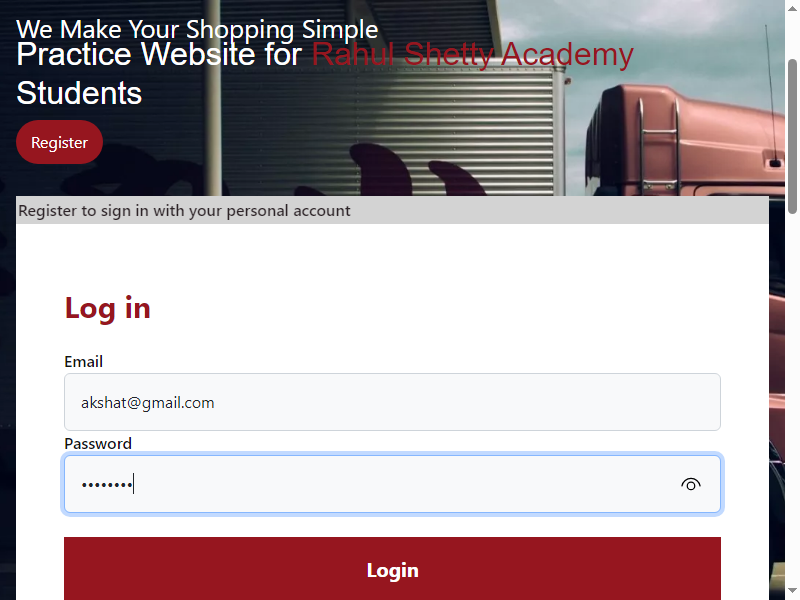 We Make Your Shopping Simple
Practice Website for Rahul Shetty Academy
Students
Register
Register to sign in with your personal account
Log in
Email
akshat@gmail.com
Password
••••••••
Login